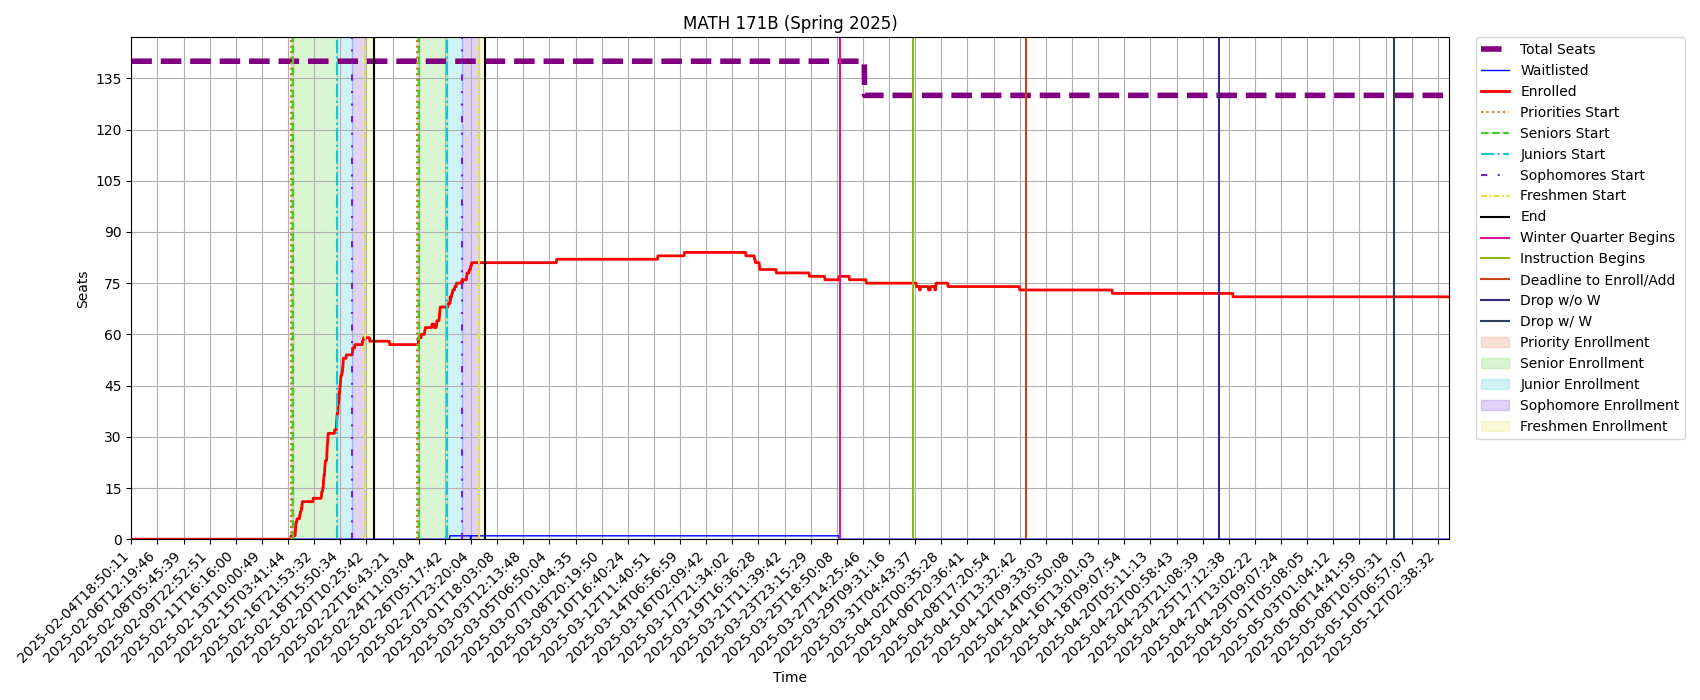 MATH 171B (Spring 2025)
Seats
135
120
105
90
75
60
45
30
15
0
2025-02-04T18:50:11
2025-02-06T12:19:46
2025-02-08T05:45:39
2025-02-09T22:52:51
2025-02-11T16:16:00
2025-02-13T10:00:49
2025-02-15T03:41:44
2025-02-16T21:53:32
2025-02-18T15:50:34
2025-02-20T10:25:42
2025-02-22T16:43:21
2025-02-24T11:03:04
2025-02-26T05:17:42
2025-02-27T23:20:04
2025-03-01T18:03:08
2025-03-03T12:13:48
2025-03-05T06:50:04
2025-03-07T01:04:35
2025-03-08T20:19:50
2025-03-10T16:40:24
2025-03-12T11:40:51
2025-03-14T06:56:59
2025-03-16T02:09:42
2025-03-17T21:34:02
2025-03-19T16:36:28
2025-03-21T11:39:42
2025-03-23T23:15:29
2025-03-25T18:50:08
2025-03-27T14:25:46
2025-03-29T09:31:16
2025-03-31T04:43:37
2025-04-02T00:35:28
2025-04-06T20:36:41
2025-04-08T17:20:54
2025-04-10T13:32:42
2025-04-12T09:33:03
2025-04-14T05:50:08
2025-04-16T13:01:03
2025-04-18T09:07:54
2025-04-20T05:11:13
2025-04-22T00:58:43
2025-04-23T21:08:39
2025-04-25T17:12:38
2025-04-27T13:02:22
2025-04-29T09:07:24
2025-05-01T05:08:05
2025-05-03T01:04:12
2025-05-06T14:41:59
2025-05-08T10:50:31
2025-05-10T06:57:07
2025-05-12T02:38:32
Time
Total Seats
Waitlisted
Enrolled
Priorities Start
Seniors Start
Juniors Start
Sophomores Start
Freshmen Start
End
Winter Quarter Begins
Instruction Begins
Deadline to Enroll/Add
Drop w/o W
Drop w/ W
Priority Enrollment
Senior Enrollment
Junior Enrollment
Sophomore Enrollment
Freshmen Enrollment